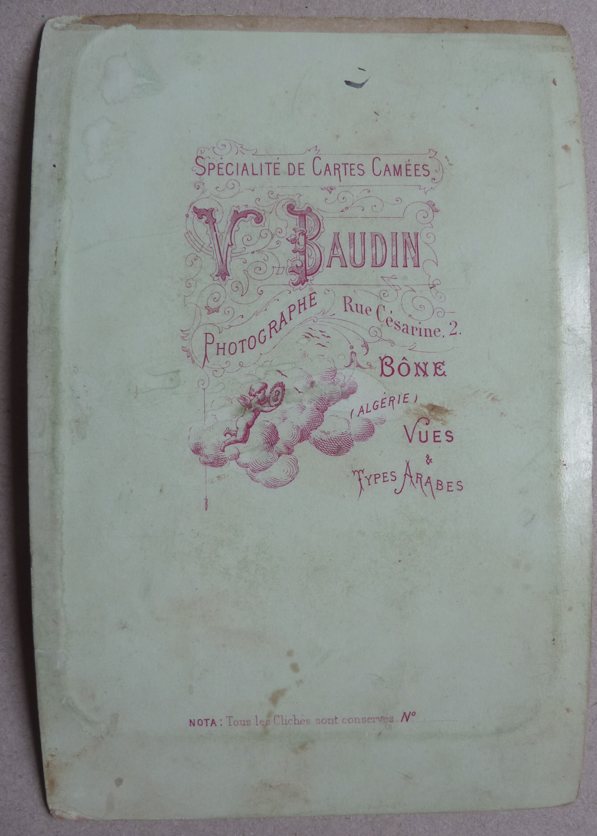 SPÉCIALITÉ DE CARTES CAMÉES
V. BAUDIN
PHOTOGRAPHE
Rue Césarine, 2.
à BÔNE
(ALGÉRIE)
VUES
&
TYPES ARABES
NOTA: Tous les Clichés sont conservés. Nº